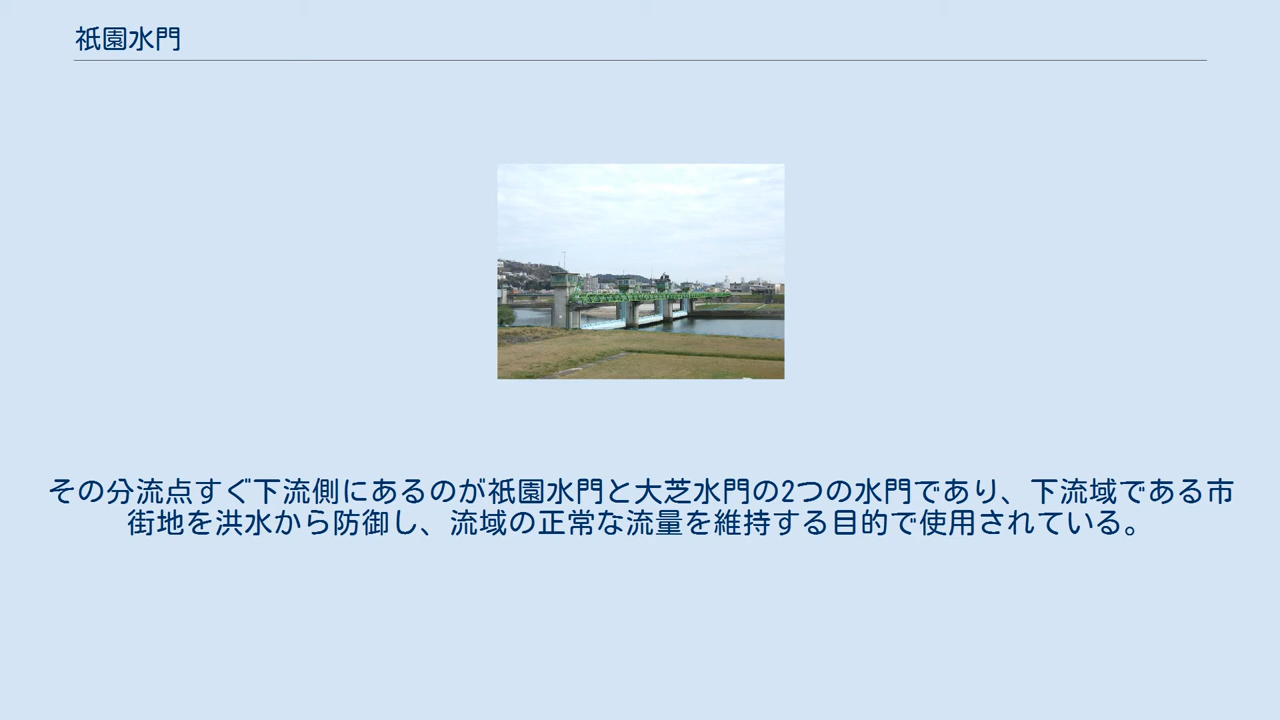 祇園水門
その分流点すぐ下流側にあるのが祇園水門と大芝水門の2つの水門であり、下流域である市
街地を洪水から防御し、流域の正常な流量を維持する目的で使用されている。